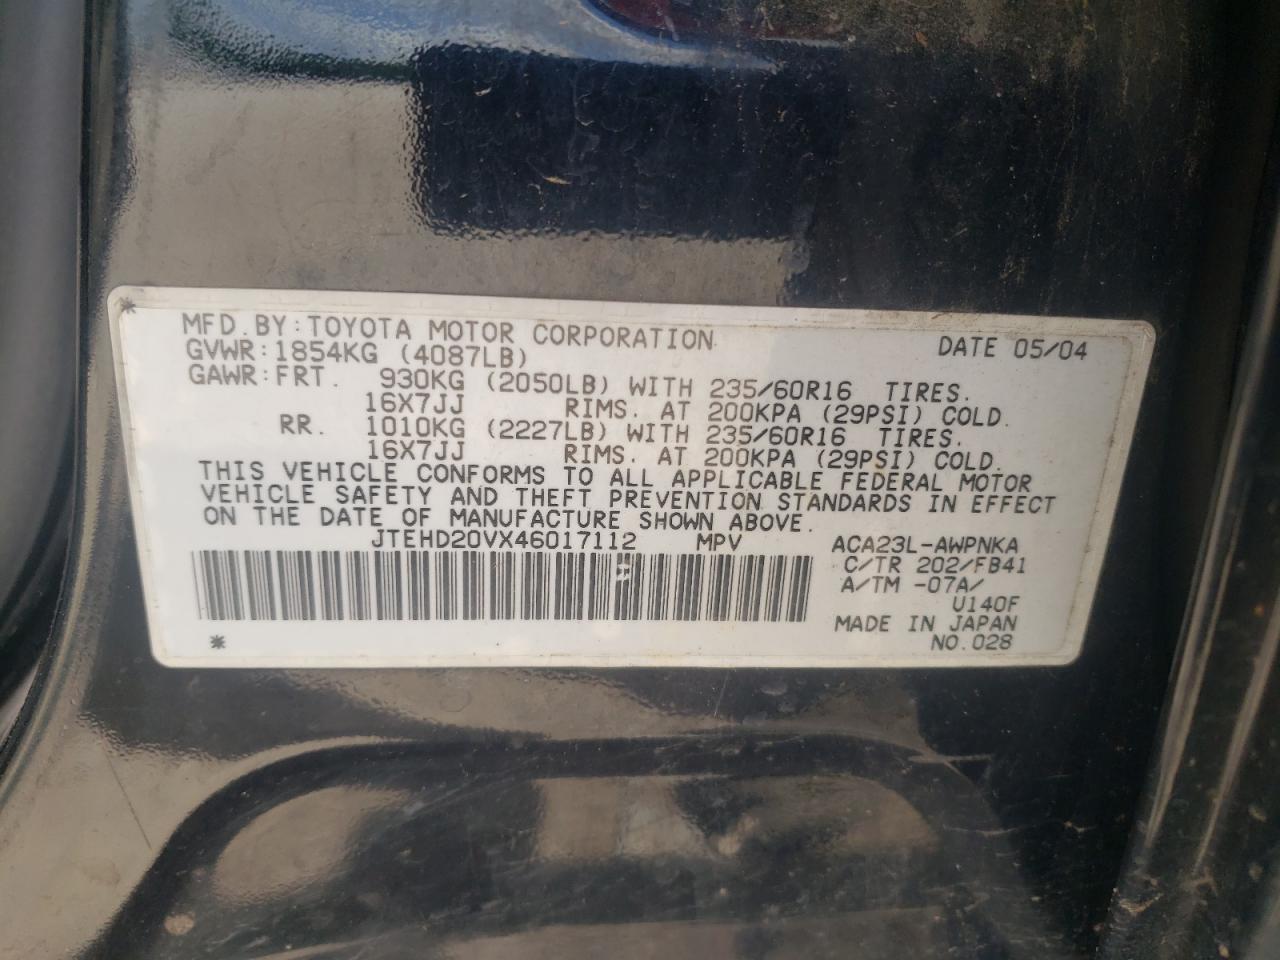 MFD.BY:TOYOTA MOTOR CORPORATION DATE 05/04
GVWR:1854KG (4087LB)
GAWR:FRT. 930KG (2050LB) WITH 235/60R16 TIRES.
16X7JJ RIMS. AT 200KPA (29PSI) COLD.
RR. 1010KG (2227LB) WITH 235/60R16 TIRES.
16X7JJ RIMS. AT 200KPA (29PSI) COLD.
THIS VEHICLE CONFORMS TO ALL APPLICABLE FEDERAL MOTOR
VEHICLE SAFETY AND THEFT PREVENTION STANDARDS IN EFFECT
ON THE DATE OF MANUFACTURE SHOWN ABOVE.
JTEHD20VX46017112 MPV ACA23L-AWPNKA
C/TR 202/FB41
A/TM -07A/
U140F
MADE IN JAPAN
NO.028